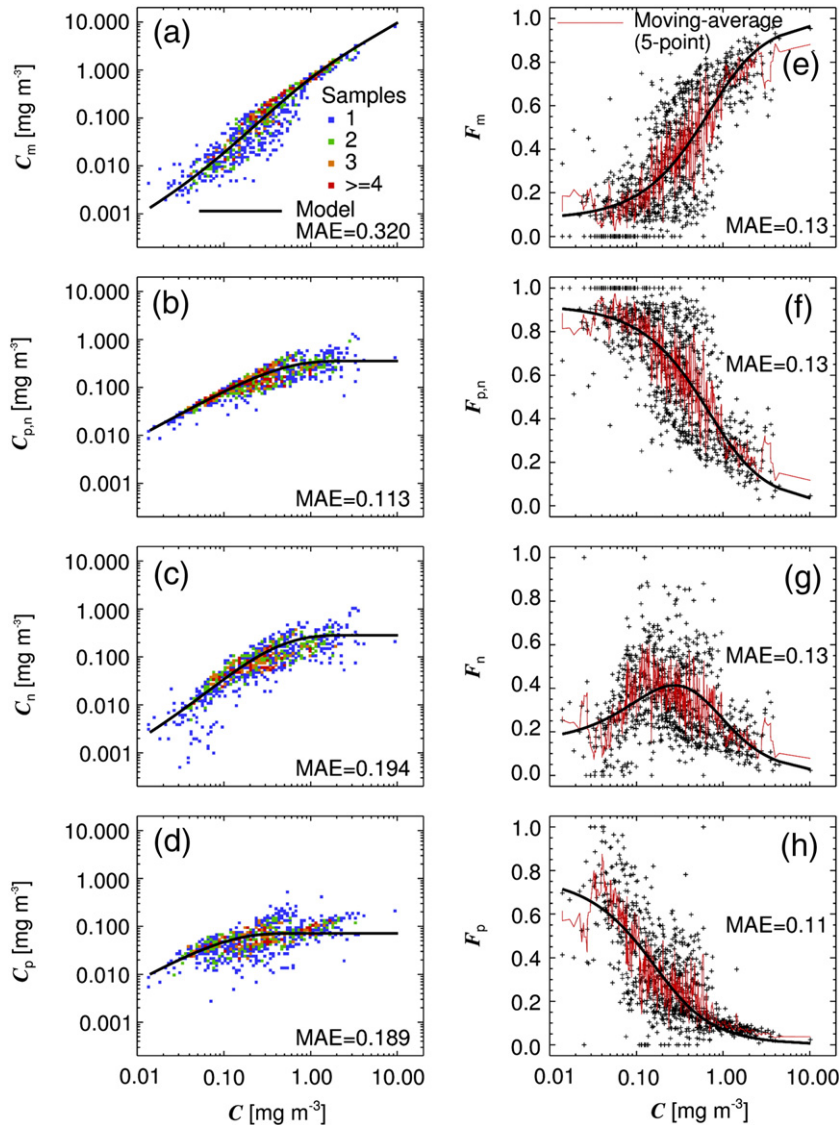 (a)
C_m [mg m⁻³]
10.000
1.000
0.100
0.010
0.001
Samples
1
2
3
>=4
Model
MAE=0.320
(e)
Moving-average
(5-point)
F_m
1.0
0.8
0.6
0.4
0.2
0.0
MAE=0.13
(b)
C_p,n [mg m⁻³]
10.000
1.000
0.100
0.010
0.001
MAE=0.113
(f)
F_p,n
1.0
0.8
0.6
0.4
0.2
0.0
MAE=0.13
(c)
C_n [mg m⁻³]
10.000
1.000
0.100
0.010
0.001
MAE=0.194
(g)
F_n
1.0
0.8
0.6
0.4
0.2
0.0
MAE=0.13
(d)
C_p [mg m⁻³]
10.000
1.000
0.100
0.010
0.001
MAE=0.189
0.01 0.10 1.00 10.00
C [mg m⁻³]
(h)
F_p
1.0
0.8
0.6
0.4
0.2
0.0
MAE=0.11
0.01 0.10 1.00 10.00
C [mg m⁻³]